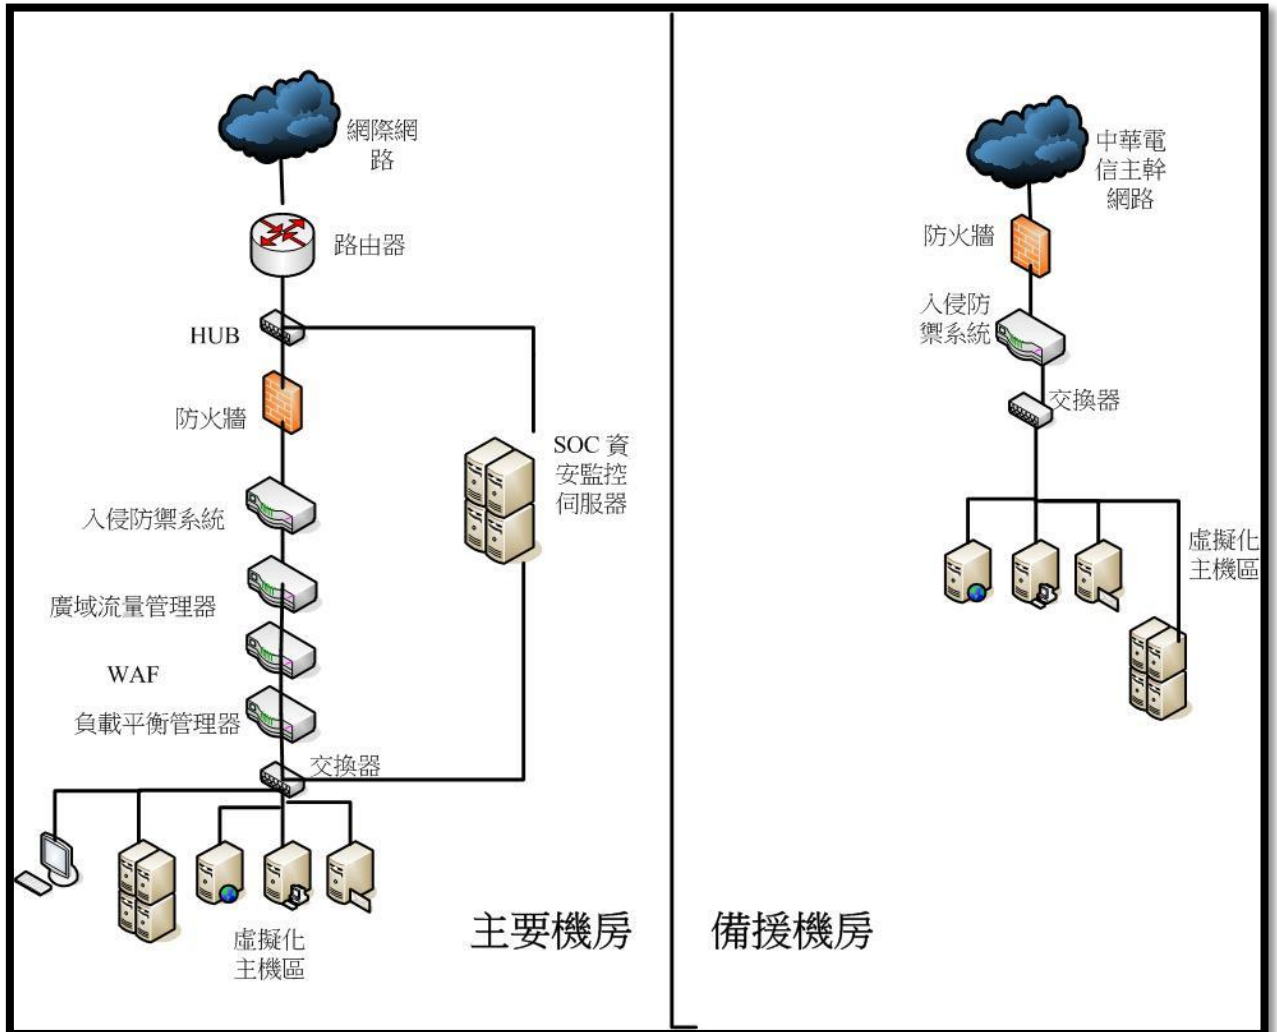 網際網
路
路由器
HUB
防火牆
SOC 資
安監控
伺服器
入侵防禦系統
廣域流量管理器
WAF
負載平衡管理器
交換器
虛擬化
主機區
主要機房
中華電
信主幹
網路
防火牆
入侵防
禦系統
交換器
虛擬化
主機區
備援機房